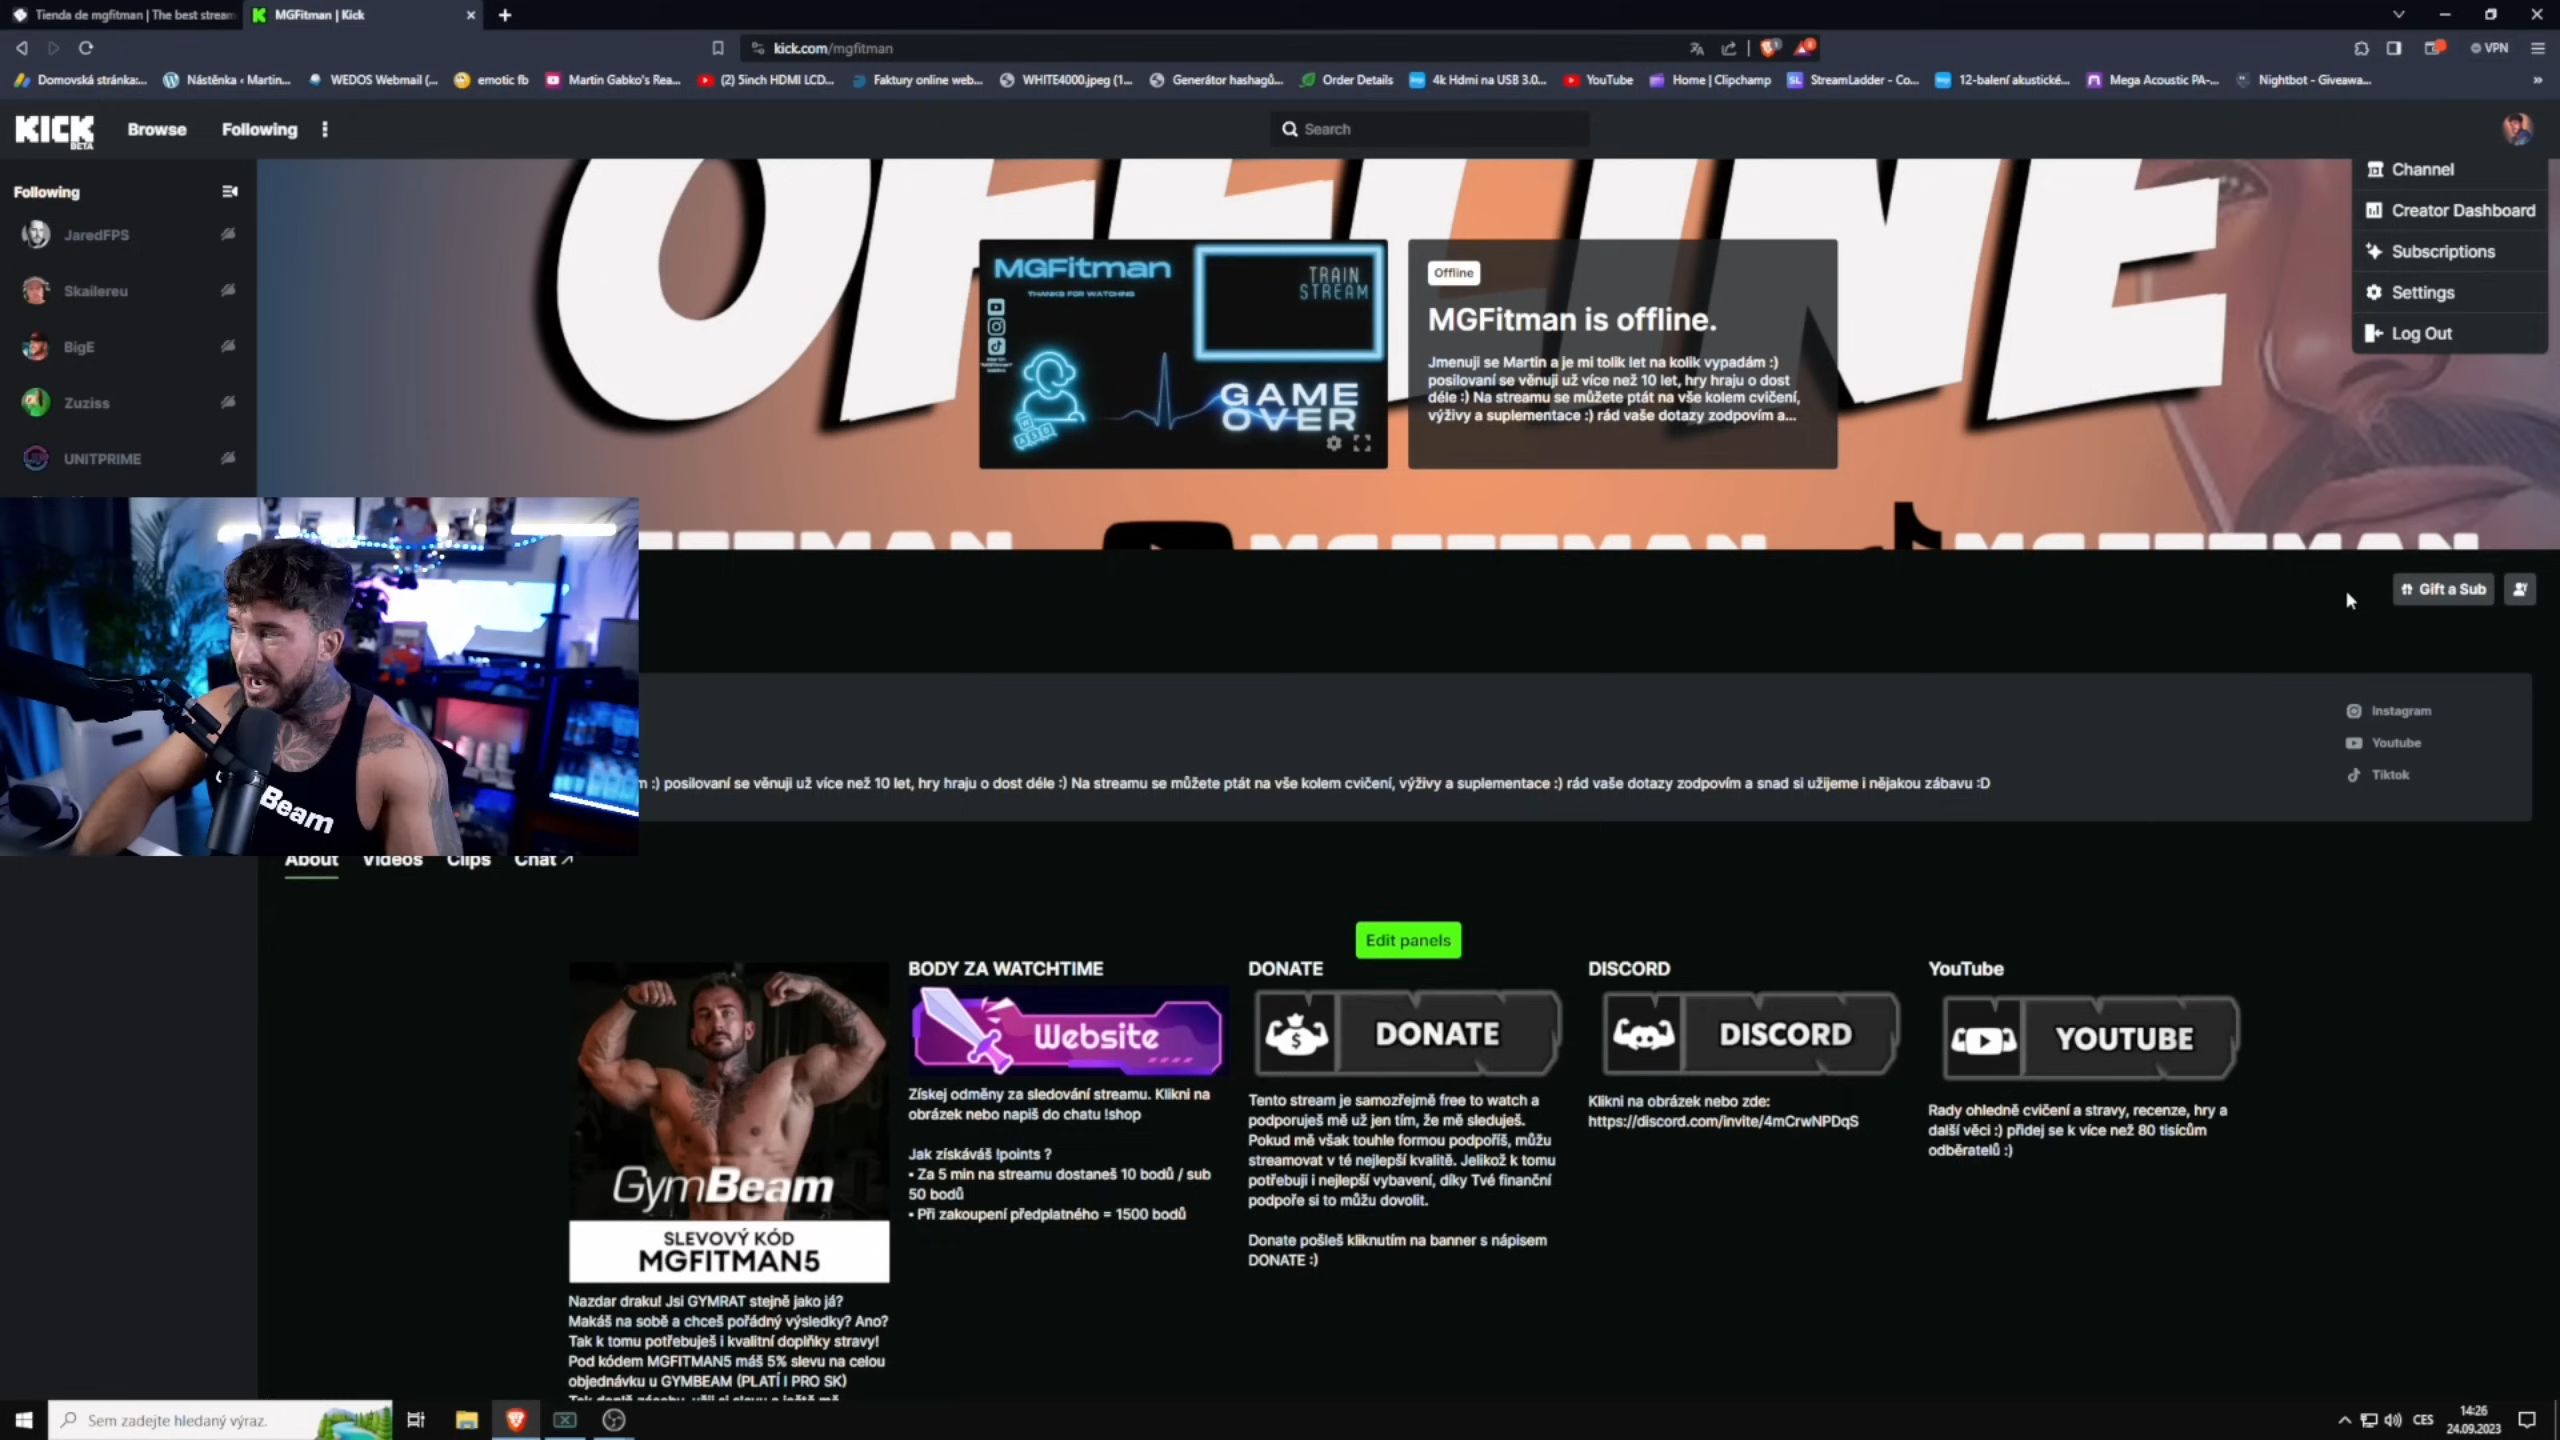 Tienda de mgfitman | The best stream
MGFitman | Kick
kick.com/mgfitman
VPN
Domovská stránka:...
Nástěnka ‹ Martin...
WEDOS Webmail (...
emotic fb
Martin Gabko's Rea...
(2) 5inch HDMI LCD...
Faktury online web...
WHITE4000.jpeg (1...
Generátor hashagů...
Order Details
4k Hdmi na USB 3.0...
YouTube
Home | Clipchamp
StreamLadder - Co...
12-balení akustické...
Mega Acoustic PA-...
Nightbot - Giveawa...
KICK
BETA
Browse
Following
Search
Following
JaredFPS
Skailereu
BigE
Zuziss
UNITPRIME
OFFLINE
MGFitman
THANKS FOR WATCHING
TRAIN
STREAM
GAME
OVER
Offline
MGFitman is offline.
Jmenuji se Martin a je mi tolik let na kolik vypadám :)
posilovaní se věnuji už více než 10 let, hry hraju o dost
déle :) Na streamu se můžete ptát na vše kolem cvičení,
výživy a suplementace :) rád vaše dotazy zodpovím a...
Channel
Creator Dashboard
Subscriptions
Settings
Log Out
MGFITMAN
MGFITMAN
Gift a Sub
Instagram
Youtube
Tiktok
m :) posilovaní se věnuji už více než 10 let, hry hraju o dost déle :) Na streamu se můžete ptát na vše kolem cvičení, výživy a suplementace :) rád vaše dotazy zodpovím a snad si užijeme i nějakou zábavu :D
Beam
About
Videos
Clips
Chat
Edit panels
GymBeam
SLEVOVÝ KÓD
MGFITMAN5
Nazdar draku! Jsi GYMRAT stejně jako já?
Makáš na sobě a chceš pořádný výsledky? Ano?
Tak k tomu potřebuješ i kvalitní doplňky stravy!
Pod kódem MGFITMAN5 máš 5% slevu na celou
objednávku u GYMBEAM (PLATÍ I PRO SK)
BODY ZA WATCHTIME
Website
Získej odměny za sledování streamu. Klikni na
obrázek nebo napiš do chatu !shop
Jak získáváš !points ?
• Za 5 min na streamu dostaneš 10 bodů / sub
50 bodů
• Při zakoupení předplatného = 1500 bodů
DONATE
DONATE
Tento stream je samozřejmě free to watch a
podporuješ mě už jen tím, že mě sleduješ.
Pokud mě však touhle formou podpoříš, můžu
streamovat v té nejlepší kvalitě. Jelikož k tomu
potřebuji i nejlepší vybavení, díky Tvé finanční
podpoře si to můžu dovolit.
Donate pošleš kliknutím na banner s nápisem
DONATE :)
DISCORD
DISCORD
Klikni na obrázek nebo zde:
https://discord.com/invite/4mCrwNPDqS
YouTube
YOUTUBE
Rady ohledně cvičení a stravy, recenze, hry a
další věci :) přidej se k více než 80 tisícům
odběratelů :)
Sem zadejte hledaný výraz.
CES
14:26
24.09.2023